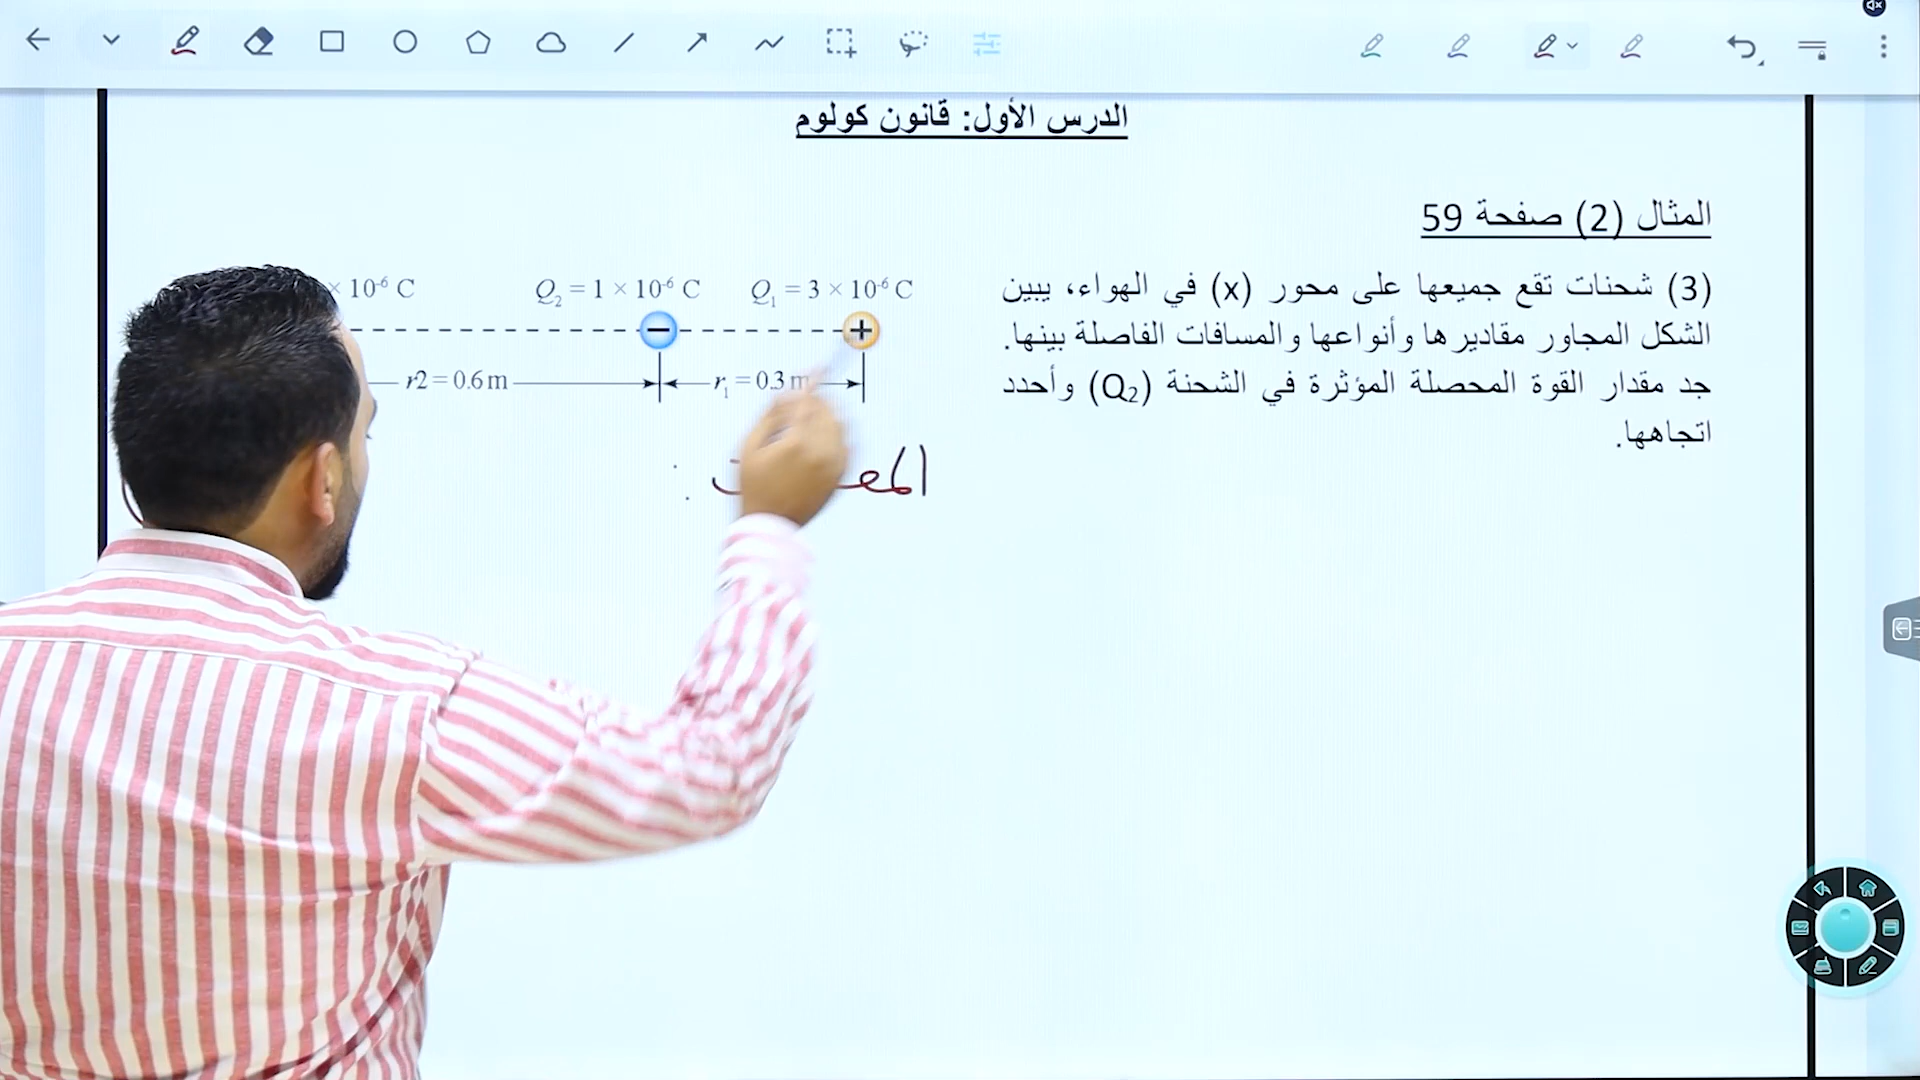 الدرس الأول: قانون كولوم
المثال (2) صفحة 59
(3) شحنات تقع جميعها على محور (x) في الهواء، يبين
الشكل المجاور مقاديرها وأنواعها والمسافات الفاصلة بينها.
جد مقدار القوة المحصلة المؤثرة في الشحنة (Q₂) وأحدد
اتجاهها.
× 10⁻⁶ C
Q₂ = 1 × 10⁻⁶ C
Q₁ = 3 × 10⁻⁶ C
−
+
r2 = 0.6 m
r₁ = 0.3 m